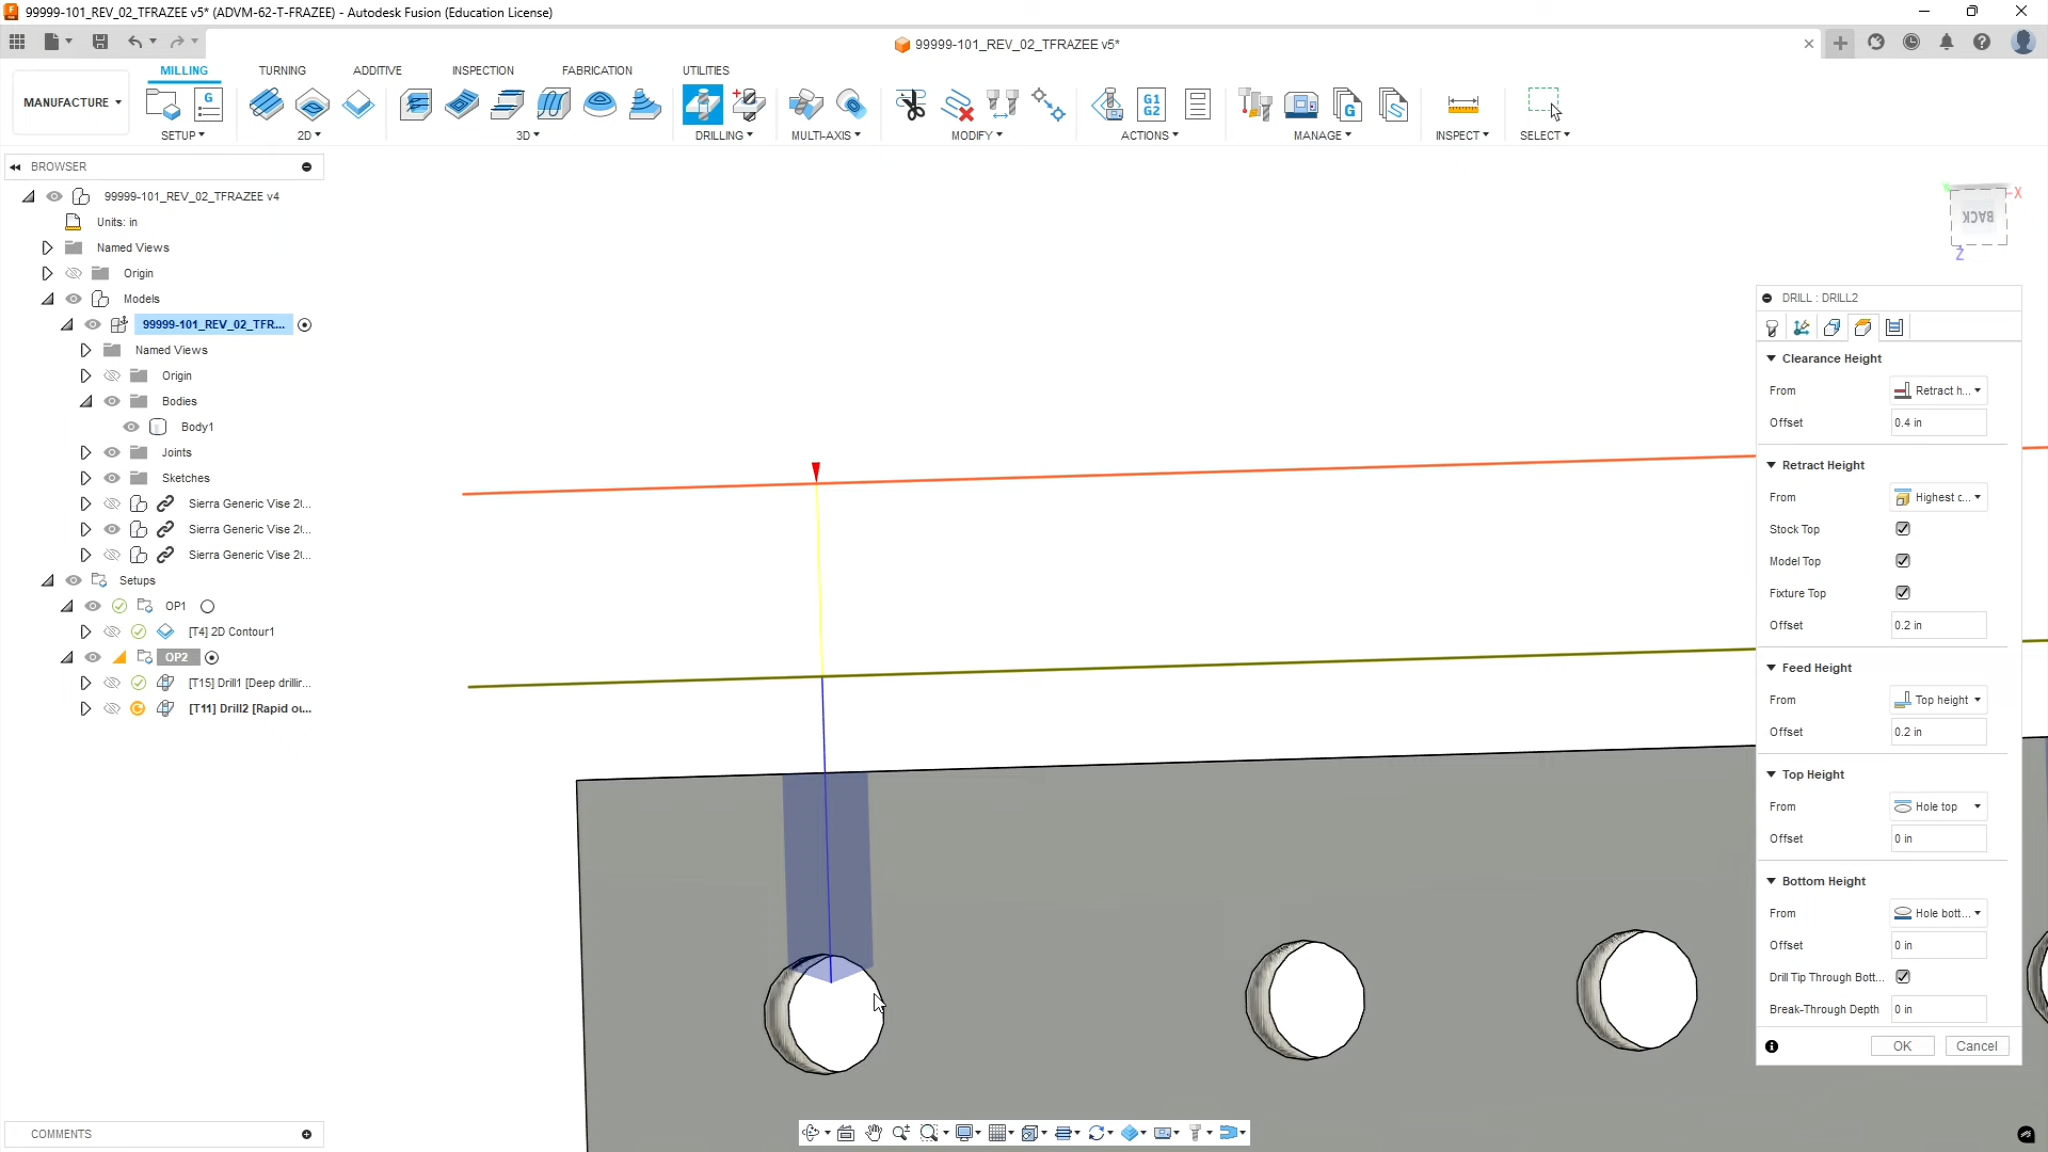 99999-101_REV_02_TFRAZEE v5* (ADVM-62-T-FRAZEE) - Autodesk Fusion (Education License)
99999-101_REV_02_TFRAZEE v5*
MILLING TURNING ADDITIVE INSPECTION FABRICATION UTILITIES
MANUFACTURE
G G1 G2 G
SETUP 2D 3D DRILLING MULTI-AXIS MODIFY ACTIONS MANAGE INSPECT SELECT
BROWSER
99999-101_REV_02_TFRAZEE v4
Units: in
Named Views
Origin
Models
99999-101_REV_02_TFR...
Named Views
Origin
Bodies
Body1
Joints
Sketches
Sierra Generic Vise 2(...
Sierra Generic Vise 2(...
Sierra Generic Vise 2(...
Setups
OP1
[T4] 2D Contour1
OP2
[T15] Drill1 [Deep drillir...
[T11] Drill2 [Rapid ou...
COMMENTS
Y X
BACK
Z
DRILL : DRILL2
Clearance Height
From Retract h...
Offset 0.4 in
Retract Height
From Highest c...
Stock Top
Model Top
Fixture Top
Offset 0.2 in
Feed Height
From Top height
Offset 0.2 in
Top Height
From Hole top
Offset 0 in
Bottom Height
From Hole bott...
Offset 0 in
Drill Tip Through Bott...
Break-Through Depth 0 in
OK Cancel